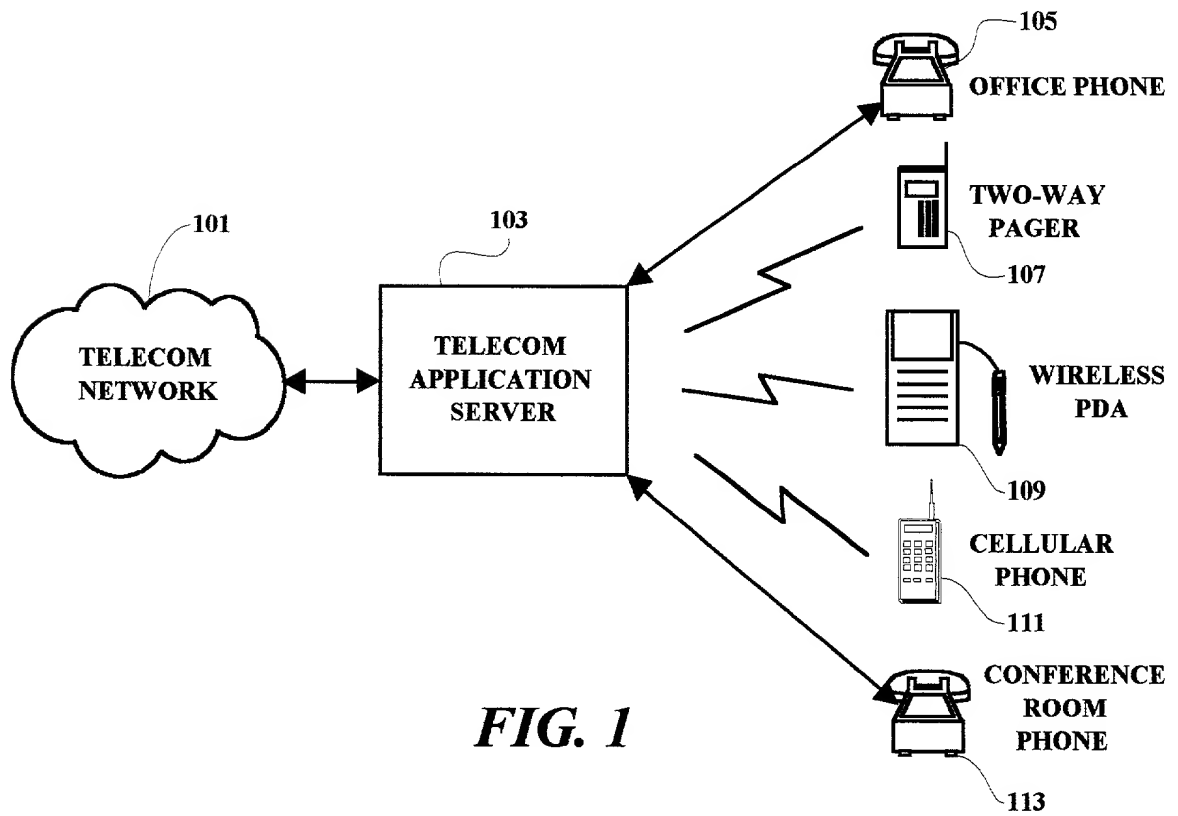 105
OFFICE PHONE
TWO-WAY
PAGER
107
101
103
TELECOM
NETWORK
TELECOM
APPLICATION
SERVER
WIRELESS
PDA
109
CELLULAR
PHONE
111
CONFERENCE
ROOM
PHONE
113
FIG. 1